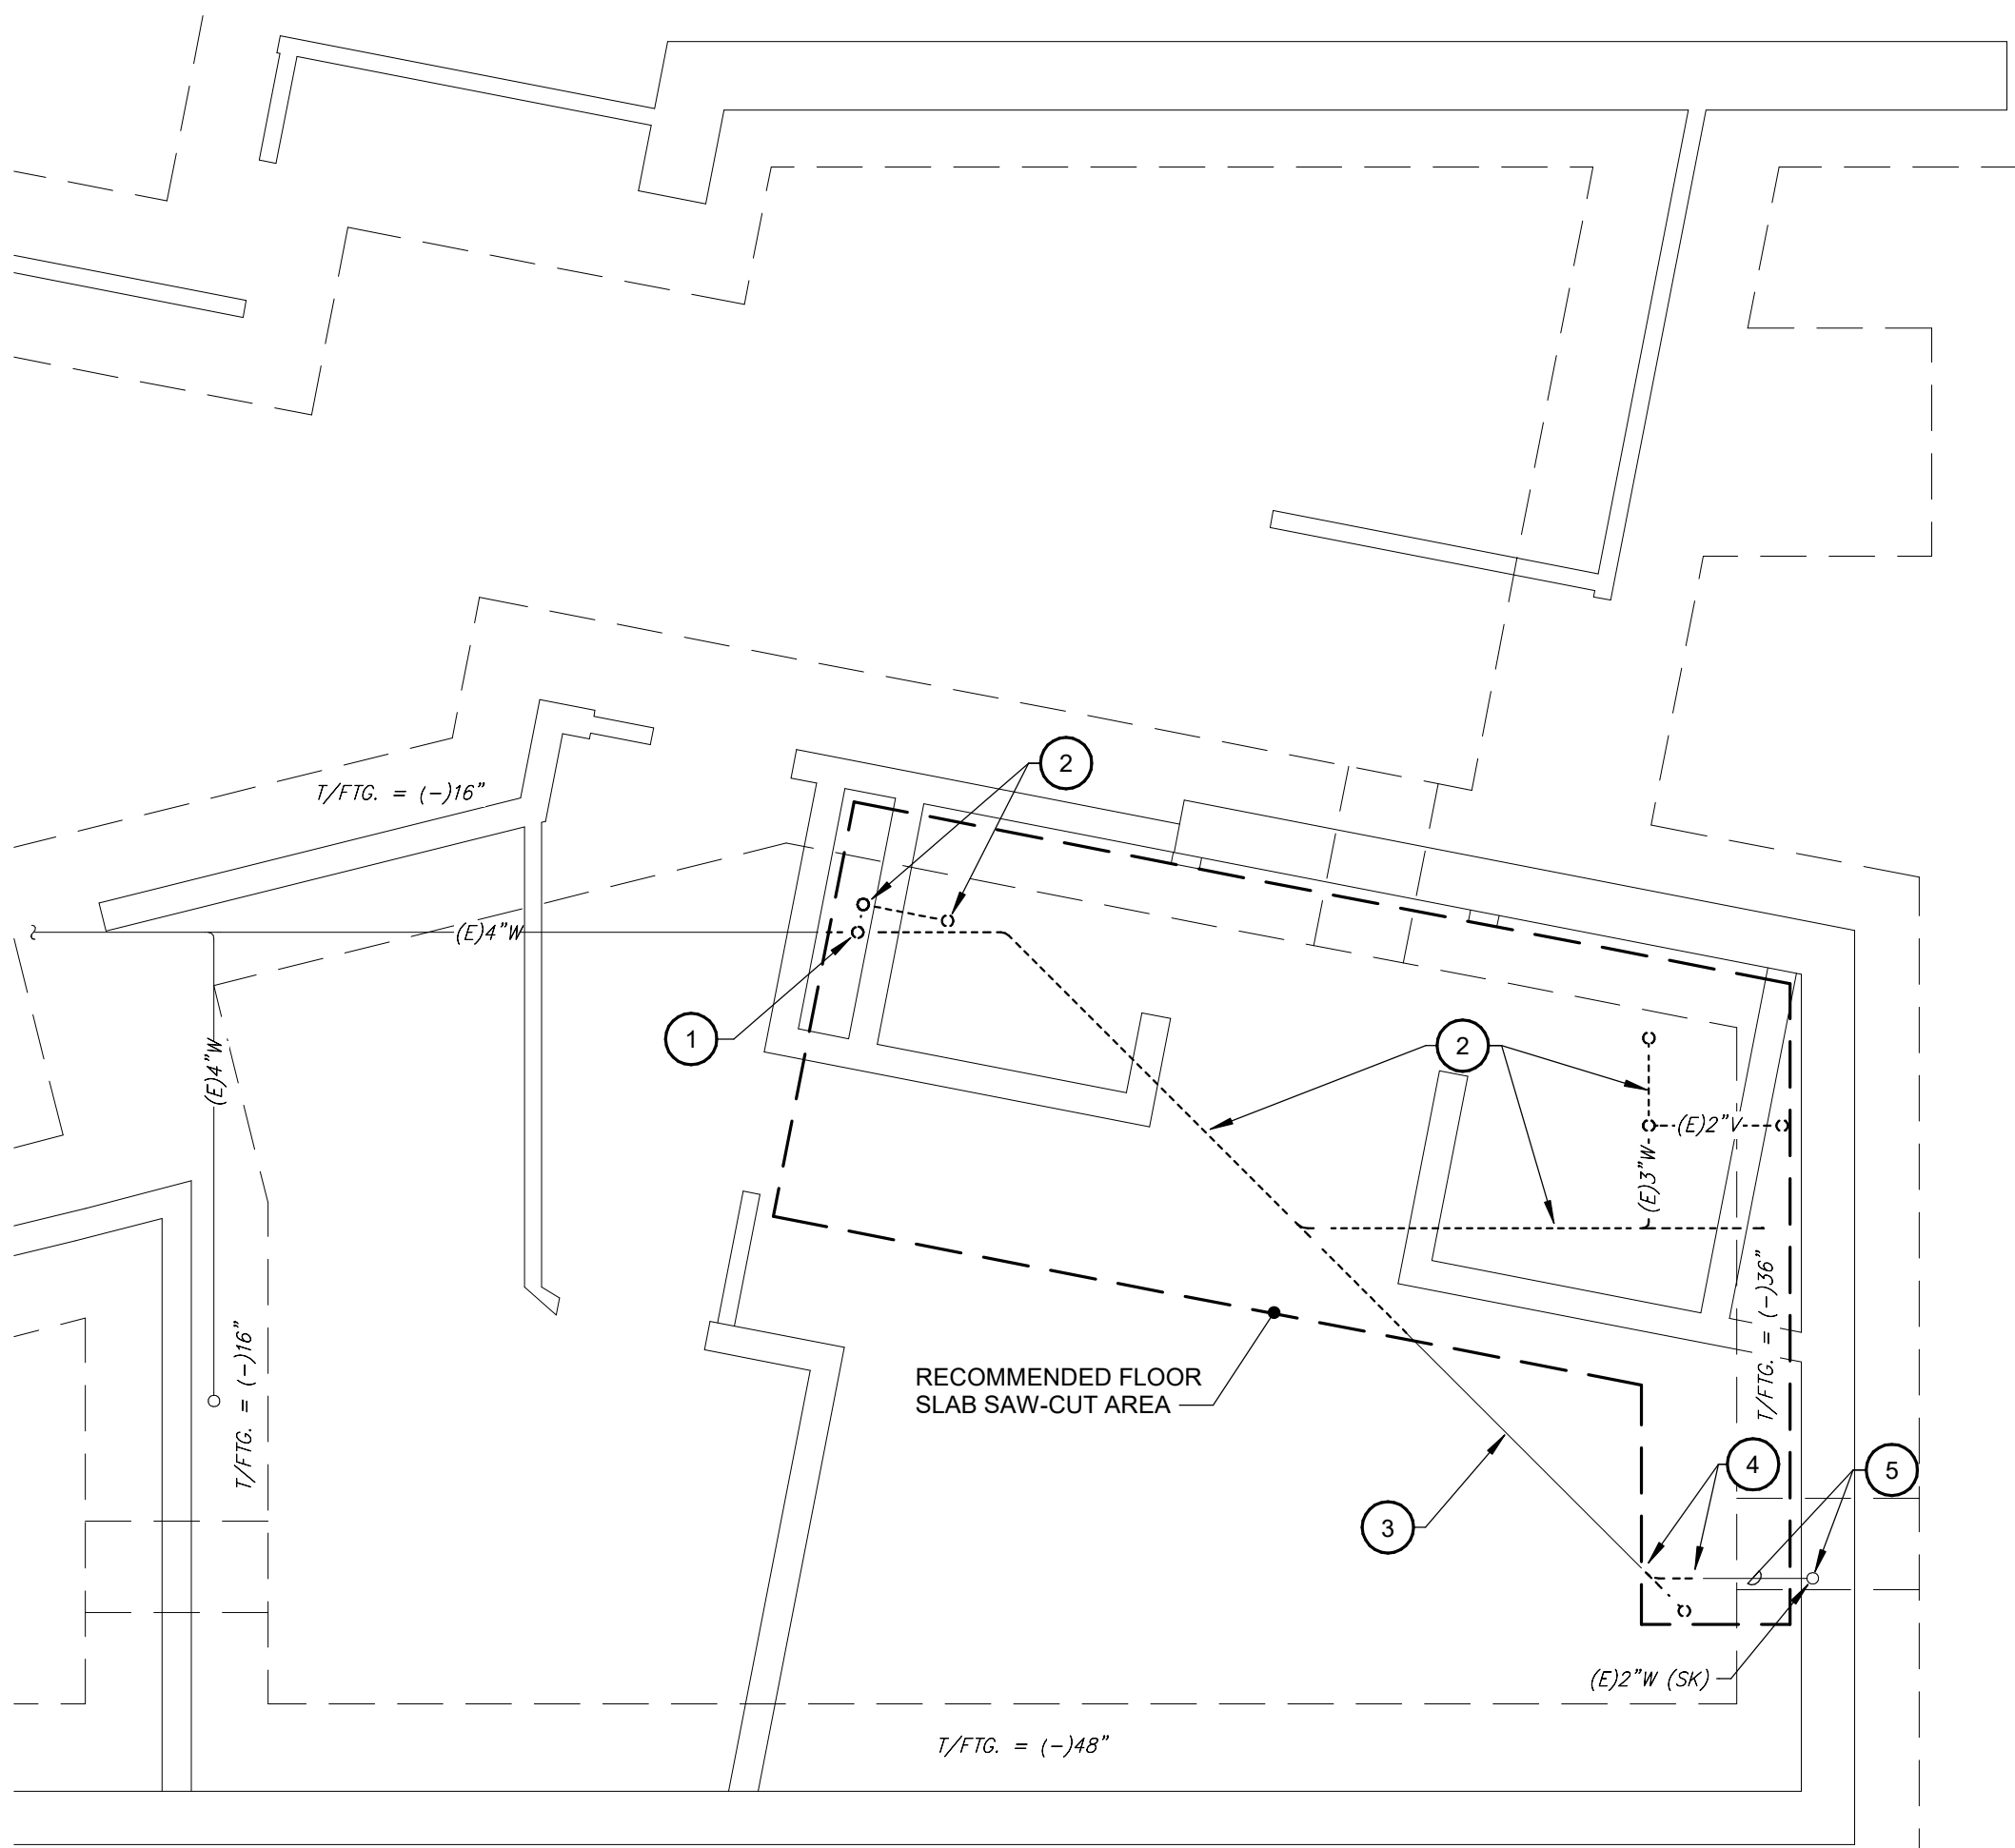 2
T/FTG. = (-)16"
(E)4"W
1
2
(E)4"W
(E)2"V
(E)3"W
T/FTG. = (-)36"
T/FTG. = (-)16"
RECOMMENDED FLOOR
SLAB SAW-CUT AREA
4
5
3
(E)2"W (SK)
T/FTG. = (-)48"